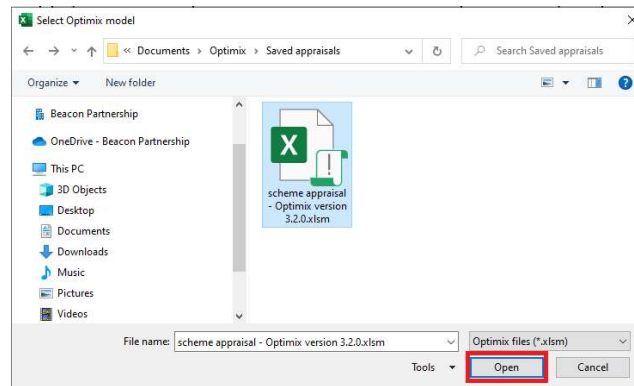 Select Optimix model
« Documents › Optimix › Saved appraisals
Search Saved appraisals
Organize
New folder
Beacon Partnership
OneDrive - Beacon Partnership
This PC
3D Objects
Desktop
Documents
Downloads
Music
Pictures
Videos
scheme appraisal
- Optimix version
3.2.0.xlsm
File name: scheme appraisal - Optimix version 3.2.0.xlsm
Optimix files (*.xlsm)
Tools
Open
Cancel